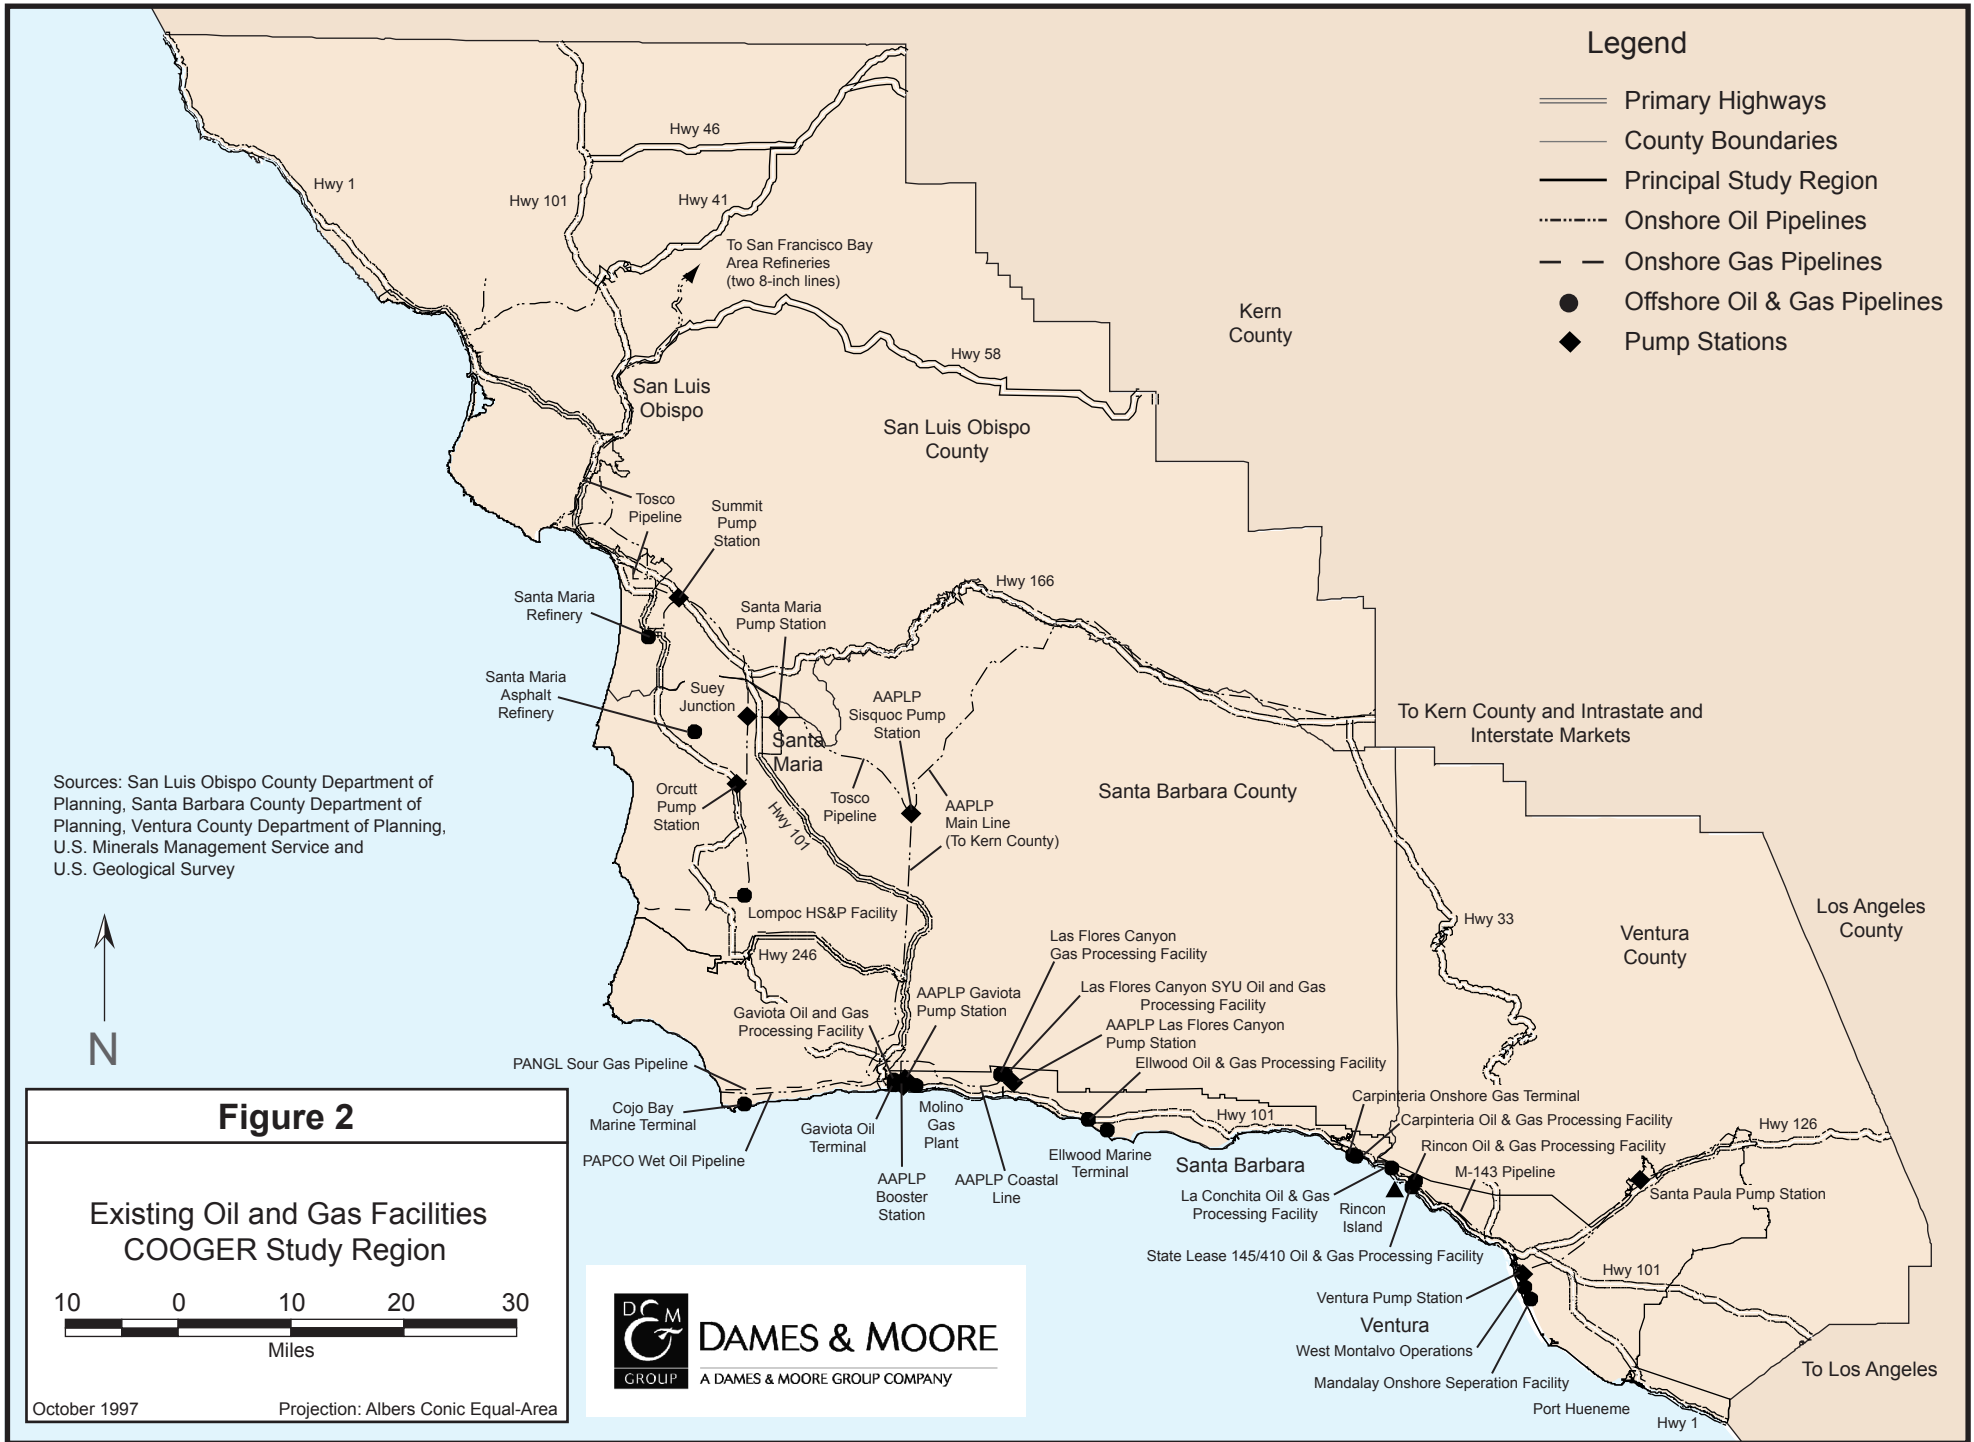 Legend
Primary Highways
County Boundaries
Principal Study Region
Onshore Oil Pipelines
Onshore Gas Pipelines
Offshore Oil & Gas Pipelines
Pump Stations
Hwy 46
Hwy 1
Hwy 101
Hwy 41
To San Francisco Bay
Area Refineries
(two 8-inch lines)
Kern
County
Hwy 58
San Luis
Obispo
San Luis Obispo
County
Tosco
Pipeline
Summit
Pump
Station
Hwy 166
Santa Maria
Refinery
Santa Maria
Pump Station
Santa Maria
Asphalt
Refinery
Suey
Junction
AAPLP
Sisquoc Pump
Station
To Kern County and Intrastate and
Interstate Markets
Santa
Maria
Sources: San Luis Obispo County Department of
Planning, Santa Barbara County Department of
Planning, Ventura County Department of Planning,
U.S. Minerals Management Service and
U.S. Geological Survey
Orcutt
Pump
Station
Hwy 101
Tosco
Pipeline
AAPLP
Main Line
(To Kern County)
Santa Barbara County
Lompoc HS&P Facility
Hwy 33
Los Angeles
County
Ventura
County
Hwy 246
Las Flores Canyon
Gas Processing Facility
Las Flores Canyon SYU Oil and Gas
Processing Facility
AAPLP Gaviota
Pump Station
Gaviota Oil and Gas
Processing Facility
AAPLP Las Flores Canyon
Pump Station
N
PANGL Sour Gas Pipeline
Ellwood Oil & Gas Processing Facility
Carpinteria Onshore Gas Terminal
Cojo Bay
Marine Terminal
Gaviota Oil
Terminal
Molino
Gas
Plant
Hwy 101
Carpinteria Oil & Gas Processing Facility
Hwy 126
Rincon Oil & Gas Processing Facility
PAPCO Wet Oil Pipeline
Ellwood Marine
Terminal
Santa Barbara
M-143 Pipeline
AAPLP
Booster
Station
AAPLP Coastal
Line
La Conchita Oil & Gas
Processing Facility
Rincon
Island
Santa Paula Pump Station
State Lease 145/410 Oil & Gas Processing Facility
Hwy 101
Ventura Pump Station
Ventura
West Montalvo Operations
Mandalay Onshore Seperation Facility
To Los Angeles
Port Hueneme
Hwy 1
Figure 2
Existing Oil and Gas Facilities
COOGER Study Region
10 0 10 20 30
Miles
October 1997 Projection: Albers Conic Equal-Area
D M
G
GROUP
DAMES & MOORE
A DAMES & MOORE GROUP COMPANY